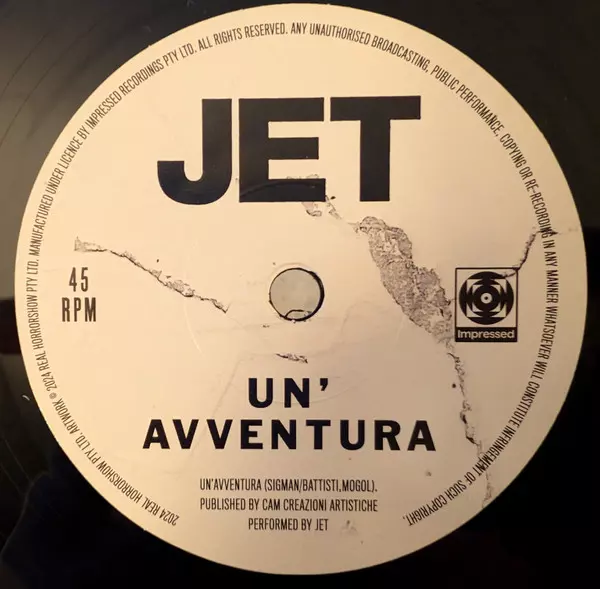 JET
45
RPM
Impressed
UN'
AVVENTURA
UN'AVVENTURA (SIGMAN/BATTISTI,MOGOL).
PUBLISHED BY CAM CREAZIONI ARTISTICHE
PERFORMED BY JET
2024 REAL HORRORSHOW PTY LTD. ARTWORK © 2024 REAL HORRORSHOW PTY LTD. MANUFACTURED UNDER LICENCE BY IMPRESSED RECORDINGS PTY LTD. ALL RIGHTS RESERVED. ANY UNAUTHORISED BROADCASTING, PUBLIC PERFORMANCE, COPYING OR RE-RECORDING IN ANY MANNER WHATSOEVER WILL CONSTITUTE INFRINGEMENT OF SUCH COPYRIGHT.